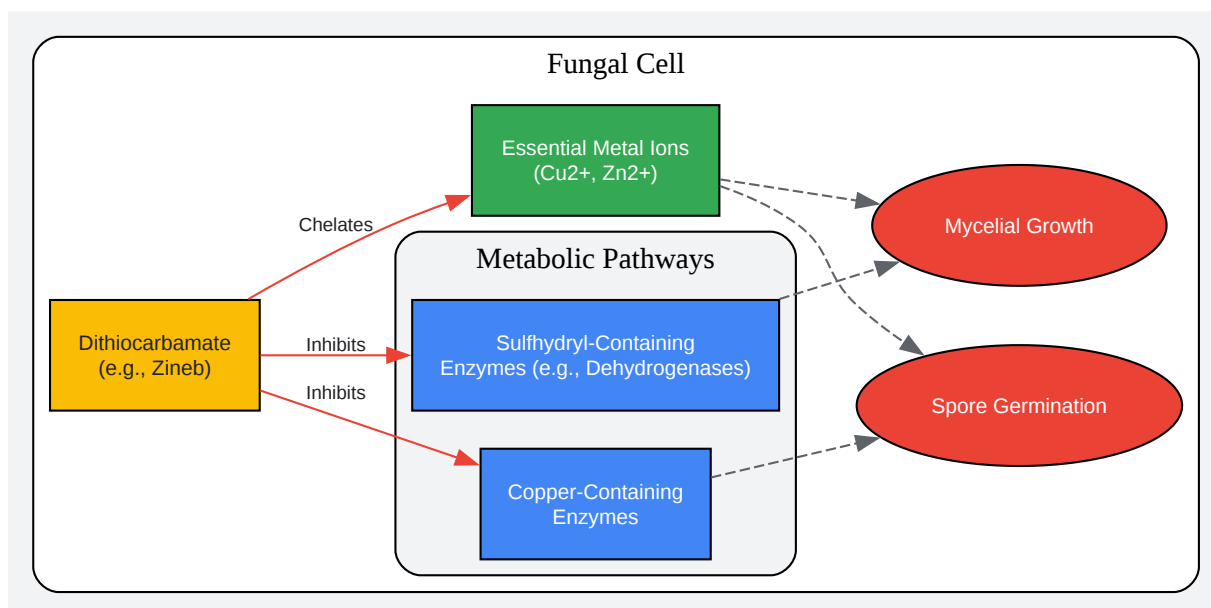 Fungal Cell
Essential Metal Ions
(Cu2+, Zn2+)
Chelates
Mycelial Growth
Metabolic Pathways
Dithiocarbamate
(e.g., Zineb)
Inhibits
Sulfhydryl-Containing
Enzymes (e.g., Dehydrogenases)
Inhibits
Spore Germination
Copper-Containing
Enzymes